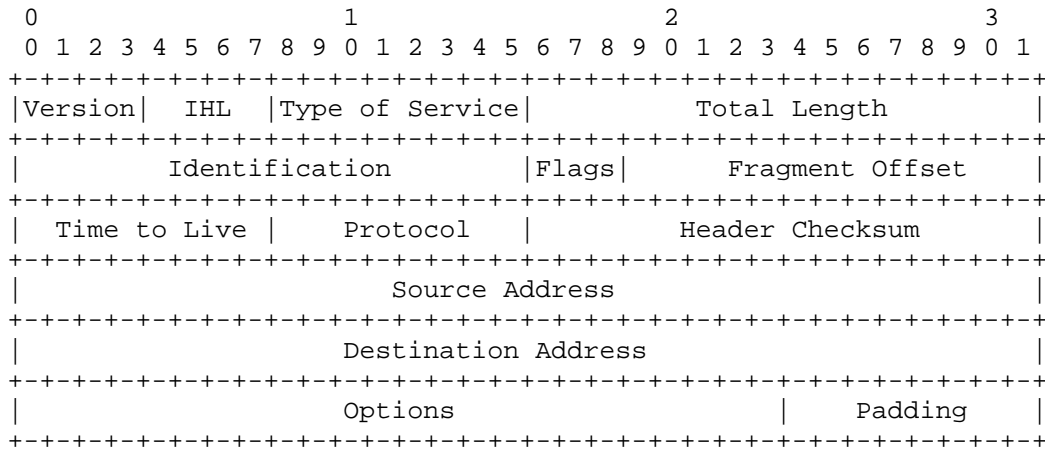 0 1 2 3
0 1 2 3 4 5 6 7 8 9 0 1 2 3 4 5 6 7 8 9 0 1 2 3 4 5 6 7 8 9 0 1
+-+-+-+-+-+-+-+-+-+-+-+-+-+-+-+-+-+-+-+-+-+-+-+-+-+-+-+-+-+-+-+-+
|Version| IHL |Type of Service| Total Length |
+-+-+-+-+-+-+-+-+-+-+-+-+-+-+-+-+-+-+-+-+-+-+-+-+-+-+-+-+-+-+-+-+
| Identification |Flags| Fragment Offset |
+-+-+-+-+-+-+-+-+-+-+-+-+-+-+-+-+-+-+-+-+-+-+-+-+-+-+-+-+-+-+-+-+
| Time to Live | Protocol | Header Checksum |
+-+-+-+-+-+-+-+-+-+-+-+-+-+-+-+-+-+-+-+-+-+-+-+-+-+-+-+-+-+-+-+-+
| Source Address |
+-+-+-+-+-+-+-+-+-+-+-+-+-+-+-+-+-+-+-+-+-+-+-+-+-+-+-+-+-+-+-+-+
| Destination Address |
+-+-+-+-+-+-+-+-+-+-+-+-+-+-+-+-+-+-+-+-+-+-+-+-+-+-+-+-+-+-+-+-+
| Options | Padding |
+-+-+-+-+-+-+-+-+-+-+-+-+-+-+-+-+-+-+-+-+-+-+-+-+-+-+-+-+-+-+-+-+